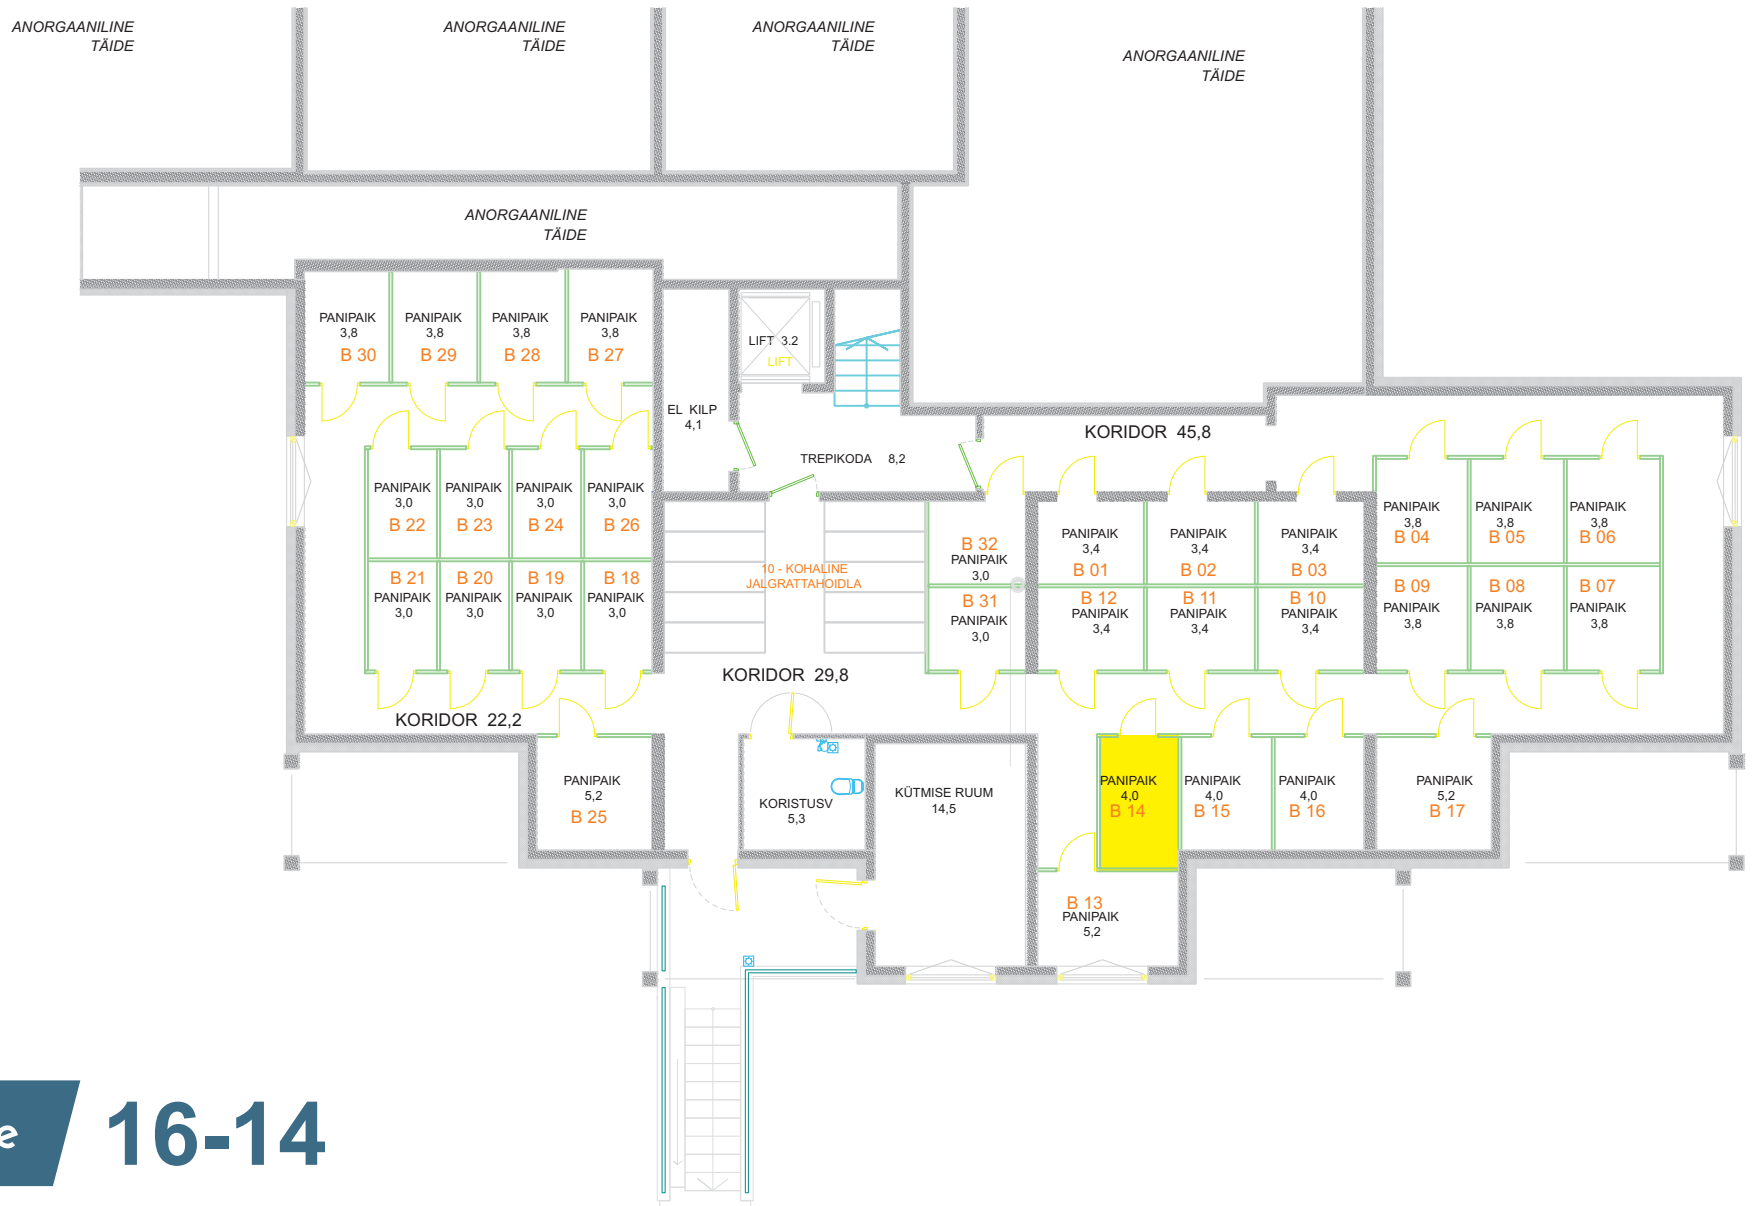 ANORGAANILINE
TÄIDE
ANORGAANILINE
TÄIDE
ANORGAANILINE
TÄIDE
ANORGAANILINE
TÄIDE
ANORGAANILINE
TÄIDE
PANIPAIK
3,8
B 30
PANIPAIK
3,8
B 29
PANIPAIK
3,8
B 28
PANIPAIK
3,8
B 27
LIFT 3.2
LIFT
EL KILP
4,1
TREPIKODA 8,2
KORIDOR 45,8
PANIPAIK
3,0
B 22
PANIPAIK
3,0
B 23
PANIPAIK
3,0
B 24
PANIPAIK
3,0
B 26
B 21
PANIPAIK
3,0
B 20
PANIPAIK
3,0
B 19
PANIPAIK
3,0
B 18
PANIPAIK
3,0
10 - KOHALINE
JALGRATTAHOIDLA
B 32
PANIPAIK
3,0
B 31
PANIPAIK
3,0
PANIPAIK
3,4
B 01
PANIPAIK
3,4
B 02
PANIPAIK
3,4
B 03
B 12
PANIPAIK
3,4
B 11
PANIPAIK
3,4
B 10
PANIPAIK
3,4
PANIPAIK
3,8
B 04
PANIPAIK
3,8
B 05
PANIPAIK
3,8
B 06
B 09
PANIPAIK
3,8
B 08
PANIPAIK
3,8
B 07
PANIPAIK
3,8
KORIDOR 29,8
KORIDOR 22,2
PANIPAIK
5,2
B 25
KORISTUSV
5,3
KÜTMISE RUUM
14,5
PANIPAIK
4,0
B 14
PANIPAIK
4,0
B 15
PANIPAIK
4,0
B 16
PANIPAIK
5,2
B 17
B 13
PANIPAIK
5,2
e
16-14